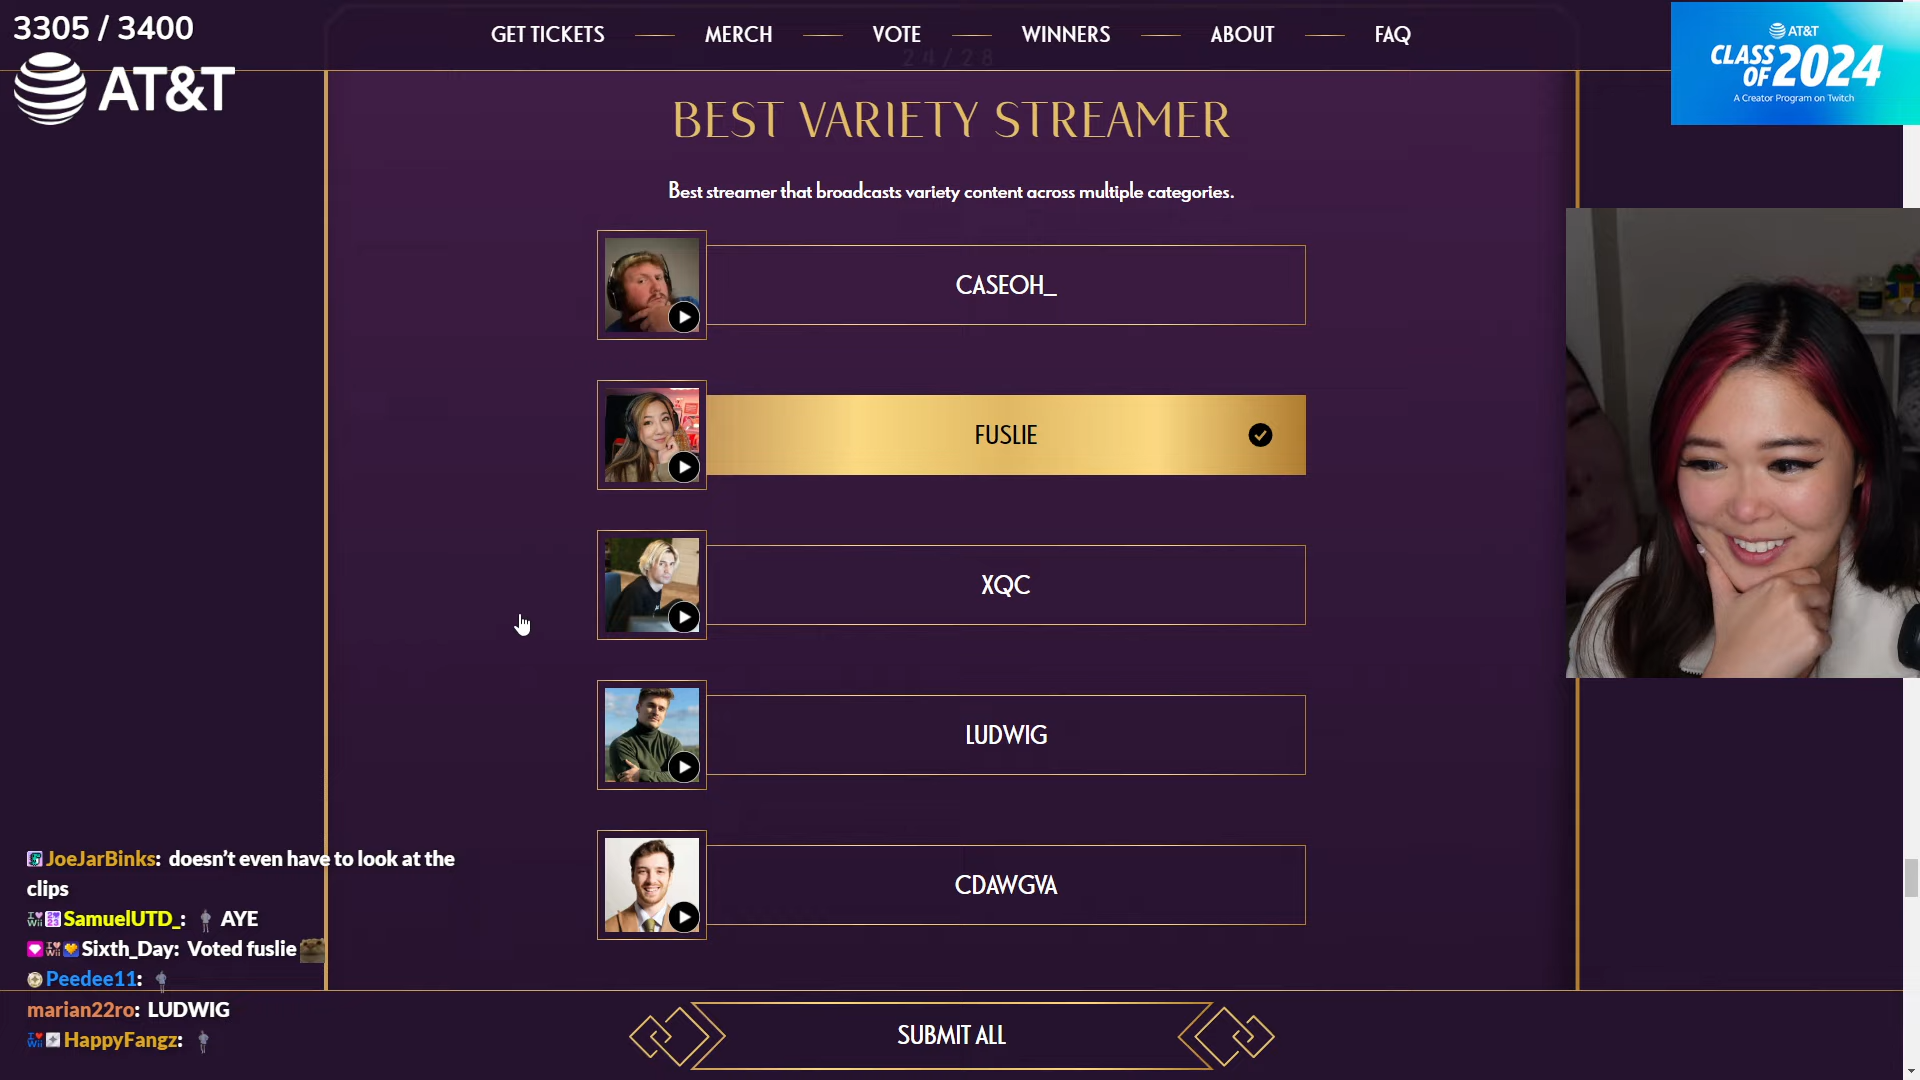 3305 / 3400
AT&T
GET TICKETS
MERCH
VOTE
WINNERS
ABOUT
FAQ
24/28
AT&T
CLASS
OF 2024
A Creator Program on Twitch
BEST VARIETY STREAMER
Best streamer that broadcasts variety content across multiple categories.
CASEOH_
FUSLIE
XQC
LUDWIG
CDAWGVA
JoeJarBinks: doesn't even have to look at the
clips
SamuelUTD_: AYE
Sixth_Day: Voted fuslie
Peedee11:
marian22ro: LUDWIG
HappyFangz:
SUBMIT ALL